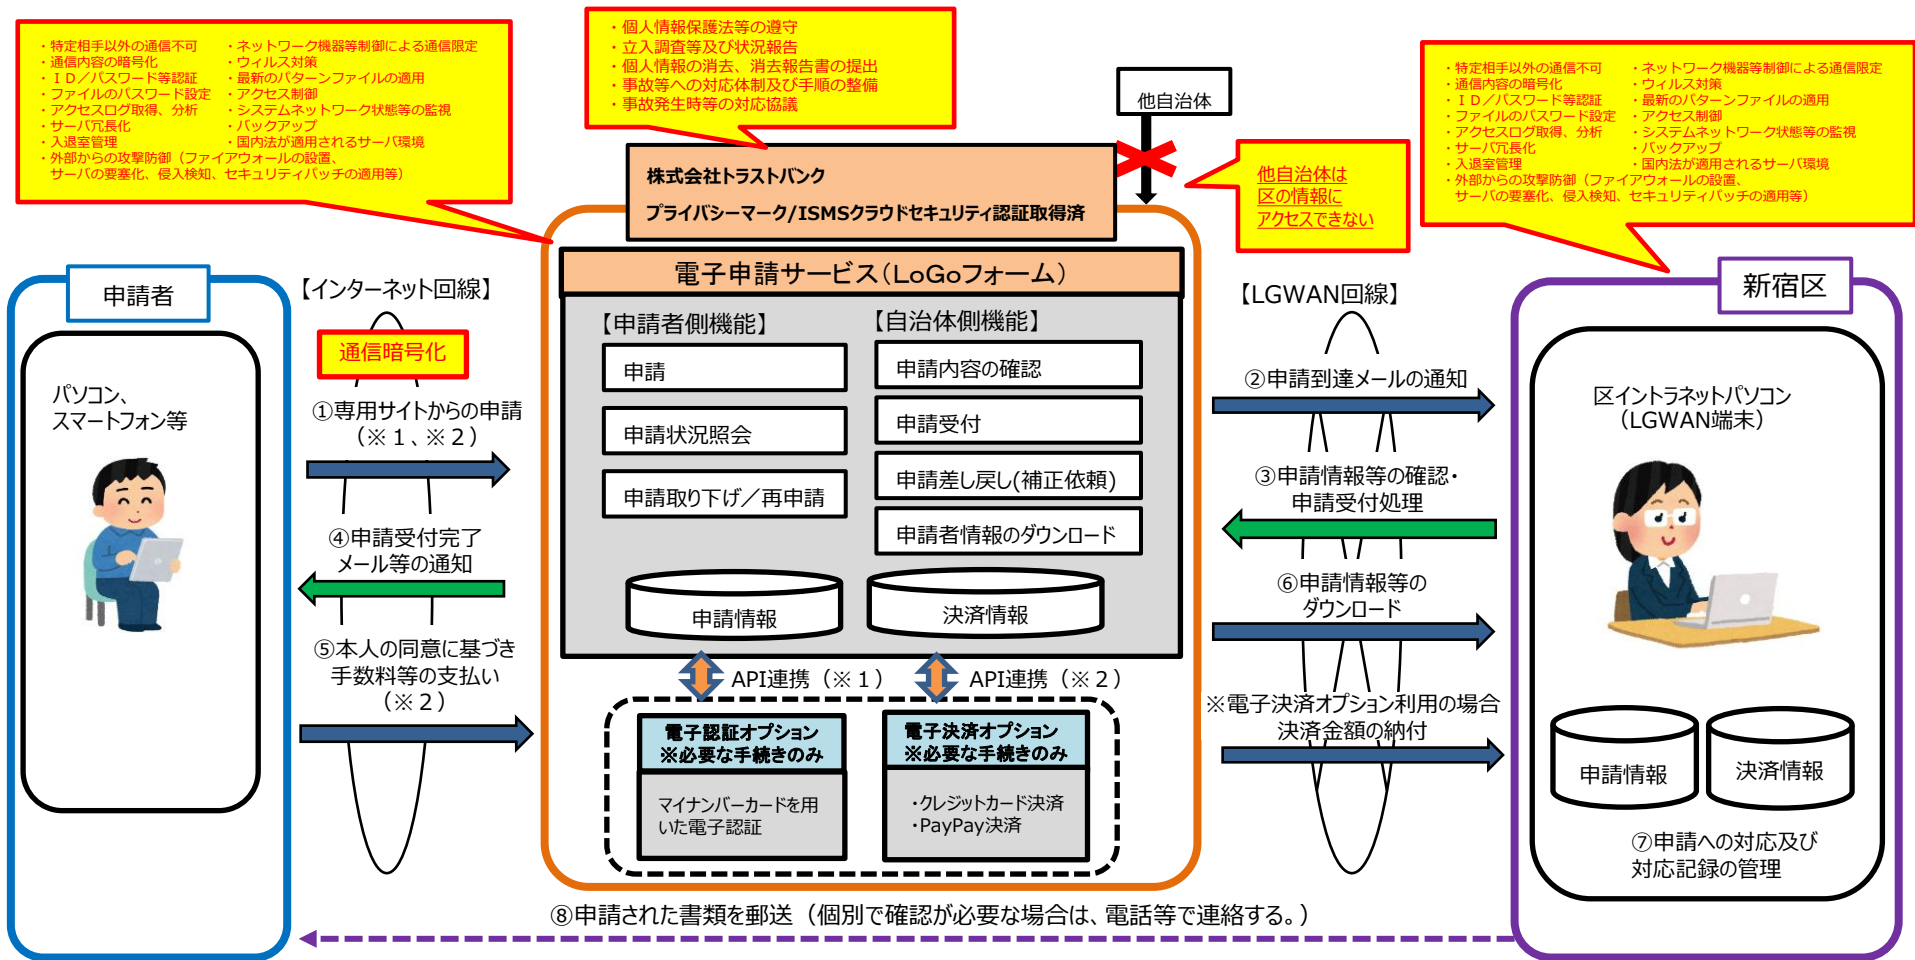 ・特定相手以外の通信不可　・ネットワーク機器等制御による通信限定
・通信内容の暗号化　・ウィルス対策
・ＩＤ／パスワード等認証　・最新のパターンファイルの適用
・ファイルのパスワード設定　・アクセス制御
・アクセスログ取得、分析　・システムネットワーク状態等の監視
・サーバ冗長化　・バックアップ
・入退室管理　・国内法が適用されるサーバ環境
・外部からの攻撃防御（ファイアウォールの設置、
サーバの要塞化、侵入検知、セキュリティパッチの適用等）
・個人情報保護法等の遵守
・立入調査等及び状況報告
・個人情報の消去、消去報告書の提出
・事故等への対応体制及び手順の整備
・事故発生時等の対応協議
他自治体
他自治体は
区の情報に
アクセスできない
・特定相手以外の通信不可　・ネットワーク機器等制御による通信限定
・通信内容の暗号化　・ウィルス対策
・ＩＤ／パスワード等認証　・最新のパターンファイルの適用
・ファイルのパスワード設定　・アクセス制御
・アクセスログ取得、分析　・システムネットワーク状態等の監視
・サーバ冗長化　・バックアップ
・入退室管理　・国内法が適用されるサーバ環境
・外部からの攻撃防御（ファイアウォールの設置、
サーバの要塞化、侵入検知、セキュリティパッチの適用等）
株式会社トラストバンク
プライバシーマーク/ISMSクラウドセキュリティ認証取得済
申請者
パソコン、
スマートフォン等
【インターネット回線】
通信暗号化
①専用サイトからの申請
（※１、※２）
④申請受付完了
メール等の通知
⑤本人の同意に基づき
手数料等の支払い
（※２）
電子申請サービス（LoGoフォーム）
【申請者側機能】
申請
申請状況照会
申請取り下げ／再申請
【自治体側機能】
申請内容の確認
申請受付
申請差し戻し(補正依頼)
申請者情報のダウンロード
申請情報
決済情報
API連携（※１）
API連携（※２）
電子認証オプション
※必要な手続きのみ
マイナンバーカードを用
いた電子認証
電子決済オプション
※必要な手続きのみ
・クレジットカード決済
・PayPay決済
【LGWAN回線】
②申請到達メールの通知
③申請情報等の確認・
申請受付処理
⑥申請情報等の
ダウンロード
※電子決済オプション利用の場合
決済金額の納付
新宿区
区イントラネットパソコン
（LGWAN端末）
申請情報
決済情報
⑦申請への対応及び
対応記録の管理
⑧申請された書類を郵送（個別で確認が必要な場合は、電話等で連絡する。）